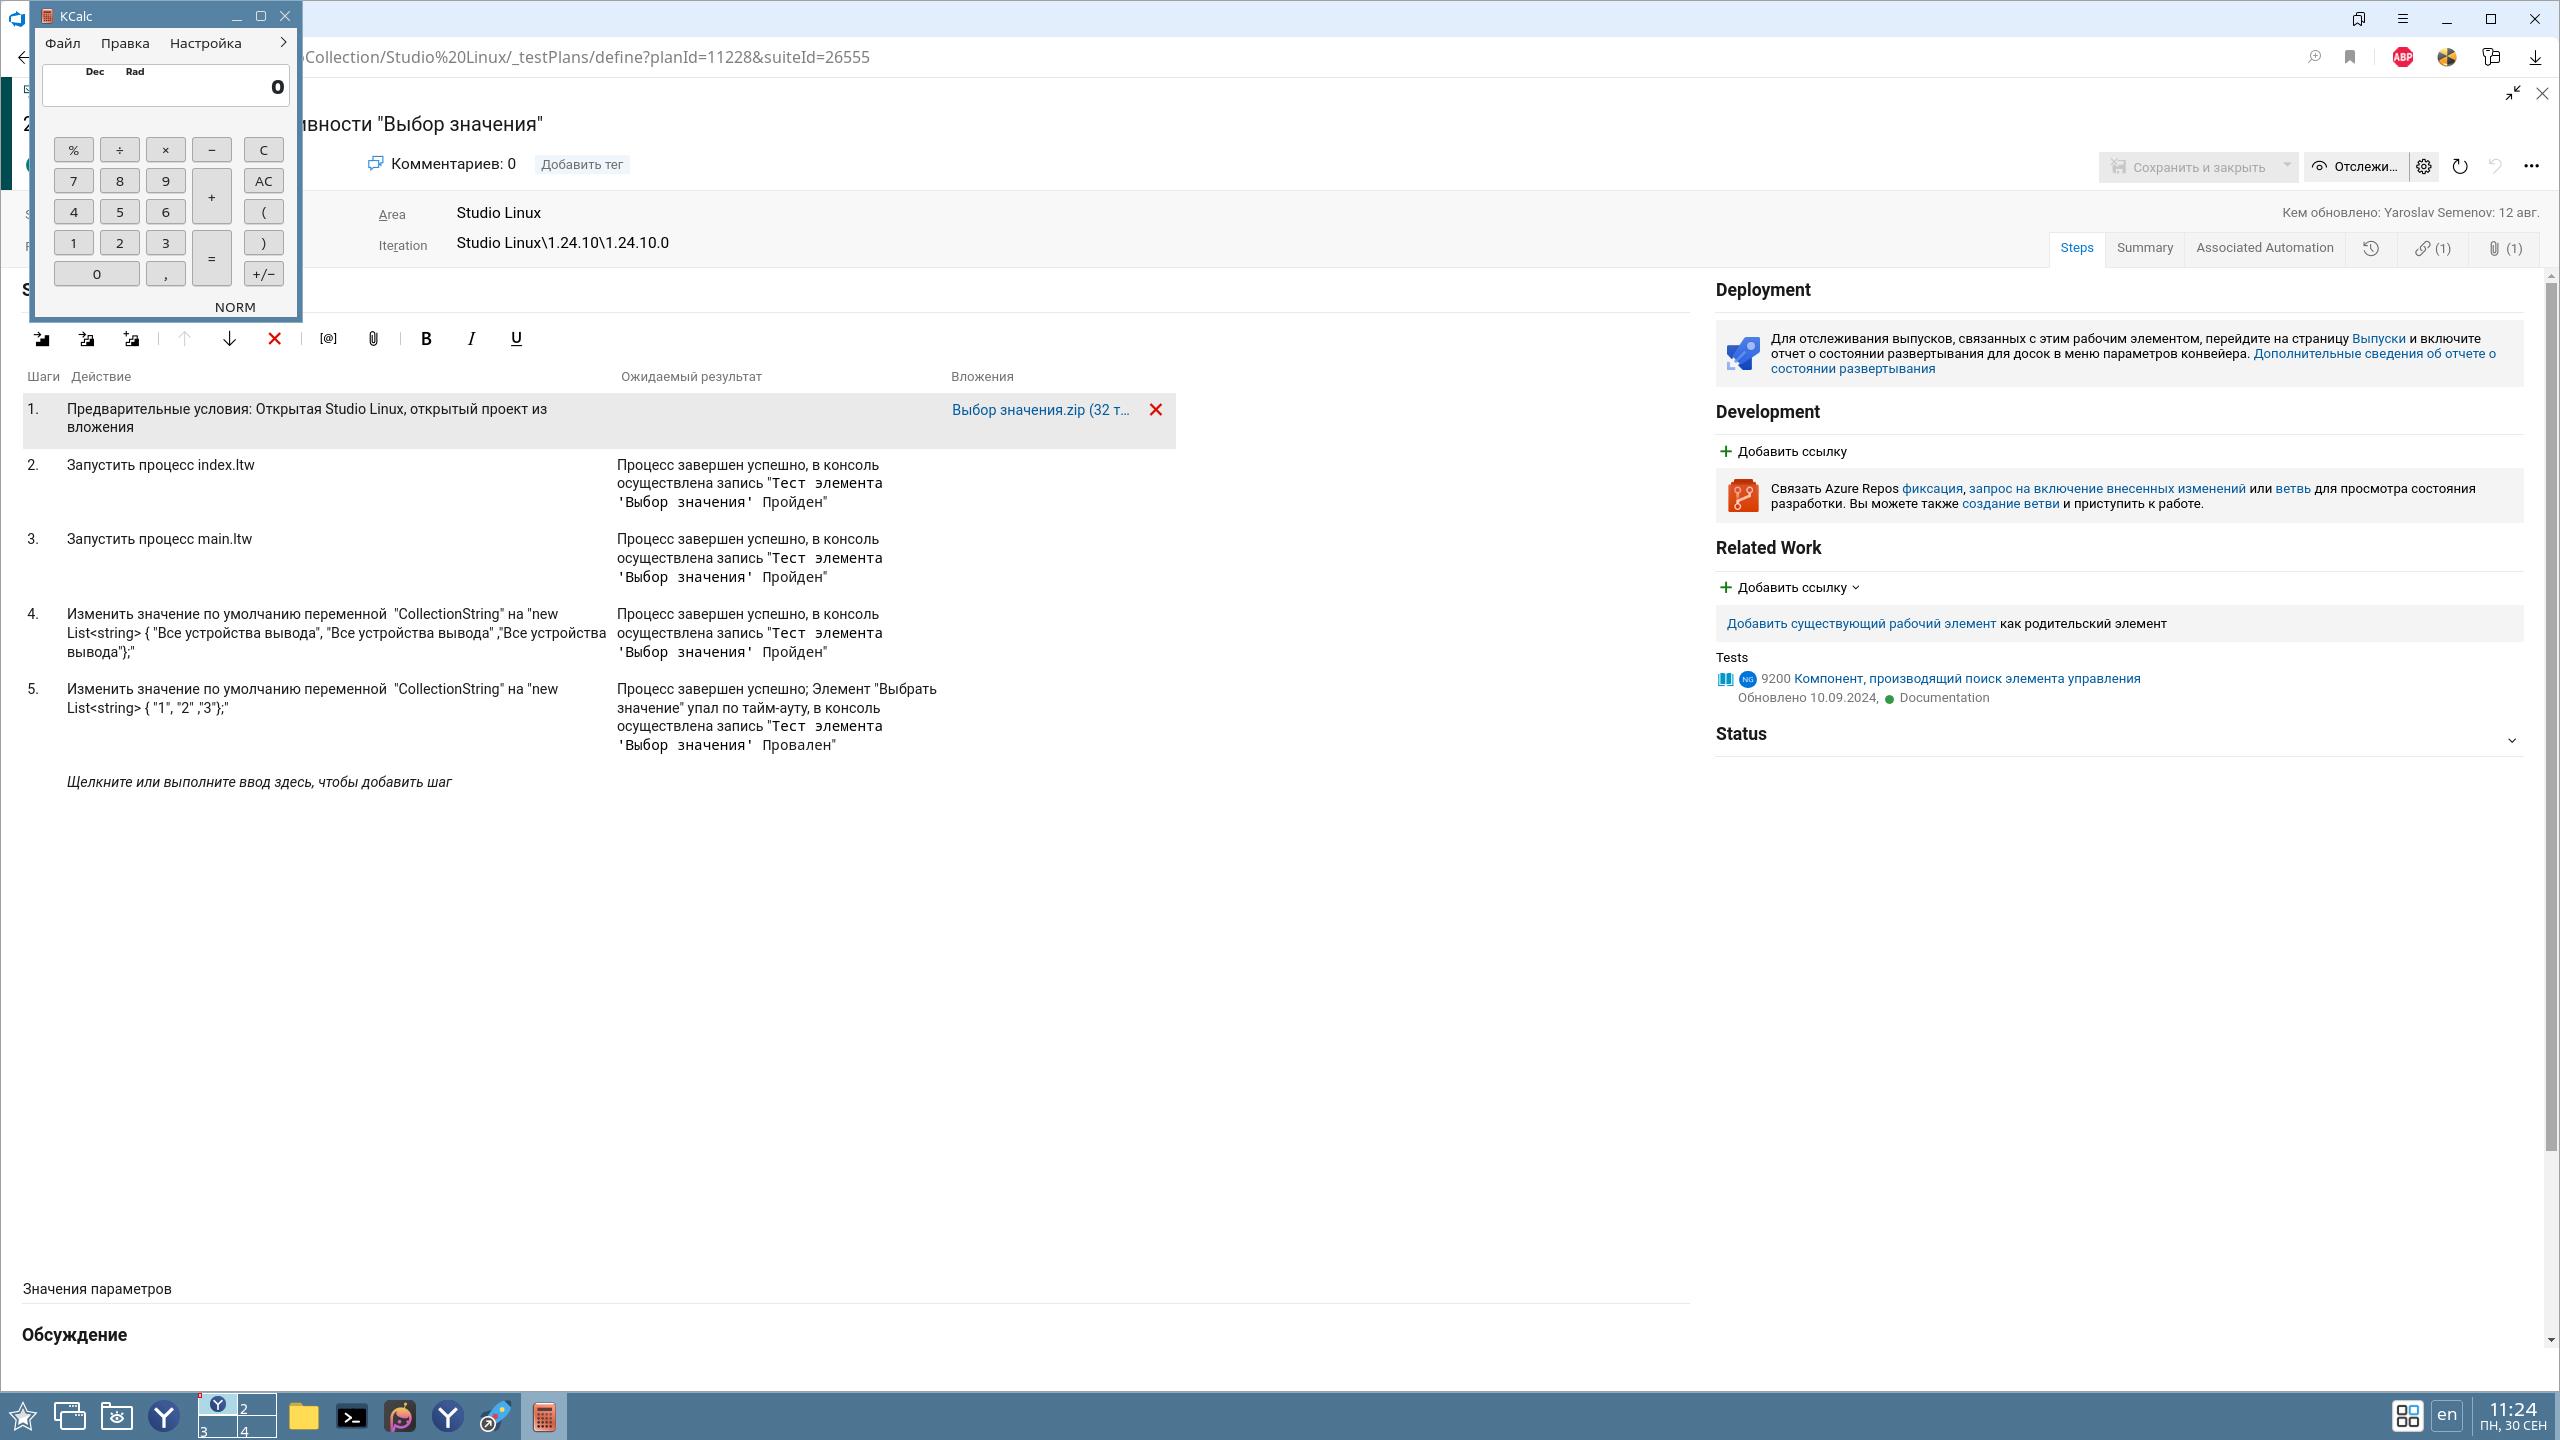 KCalc
Файл Правка Настройка
Dec Rad
0
% ÷ × − C
7 8 9 + AC
4 5 6 (
1 2 3 = )
0 , +/−
NORM
Collection/Studio%20Linux/_testPlans/define?planId=11228&suiteId=26555
ABP
ивности "Выбор значения"
Комментариев: 0 Добавить тег
Сохранить и закрыть Отслежи...
Area Studio Linux
Кем обновлено: Yaroslav Semenov: 12 авг.
Iteration Studio Linux\1.24.10\1.24.10.0
Steps Summary Associated Automation (1) (1)
[@] B I U
Шаги Действие Ожидаемый результат Вложения
1. Предварительные условия: Открытая Studio Linux, открытый проект из
вложения
Выбор значения.zip (32 т...
2. Запустить процесс index.ltw
Процесс завершен успешно, в консоль
осуществлена запись "Тест элемента
'Выбор значения' Пройден"
3. Запустить процесс main.ltw
Процесс завершен успешно, в консоль
осуществлена запись "Тест элемента
'Выбор значения' Пройден"
4. Изменить значение по умолчанию переменной "CollectionString" на "new
List<string> { "Все устройства вывода", "Все устройства вывода" ,"Все устройства
вывода"};"
Процесс завершен успешно, в консоль
осуществлена запись "Тест элемента
'Выбор значения' Пройден"
5. Изменить значение по умолчанию переменной "CollectionString" на "new
List<string> { "1", "2" ,"3"};"
Процесс завершен успешно; Элемент "Выбрать
значение" упал по тайм-ауту, в консоль
осуществлена запись "Тест элемента
'Выбор значения' Провален"
Щелкните или выполните ввод здесь, чтобы добавить шаг
Значения параметров
Обсуждение
Deployment
Для отслеживания выпусков, связанных с этим рабочим элементом, перейдите на страницу Выпуски и включите
отчет о состоянии развертывания для досок в меню параметров конвейера. Дополнительные сведения об отчете о
состоянии развертывания
Development
Добавить ссылку
Связать Azure Repos фиксация, запрос на включение внесенных изменений или ветвь для просмотра состояния
разработки. Вы можете также создание ветви и приступить к работе.
Related Work
Добавить ссылку
Добавить существующий рабочий элемент как родительский элемент
Tests
NG 9200 Компонент, производящий поиск элемента управления
Обновлено 10.09.2024, Documentation
Status
2
3 4
en
11:24
ПН, 30 СЕН